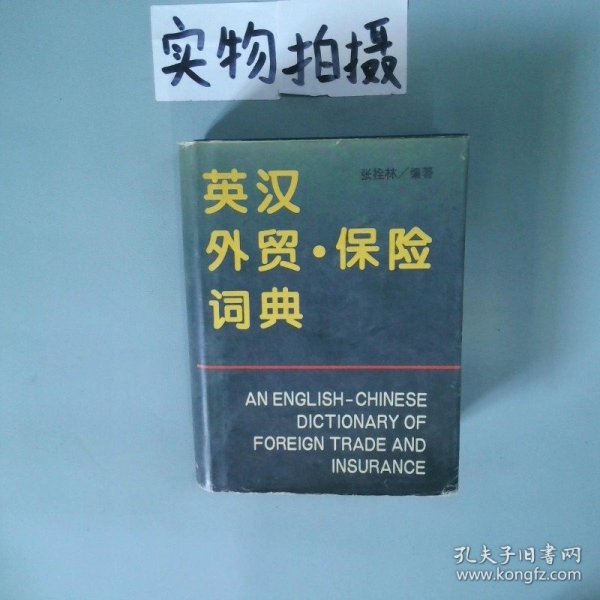 实物拍摄
张拴林/编著
英汉
外贸·保险
词典
AN ENGLISH-CHINESE
DICTIONARY OF
FOREIGN TRADE AND
INSURANCE
孔夫子旧书网
www.kongfz.com